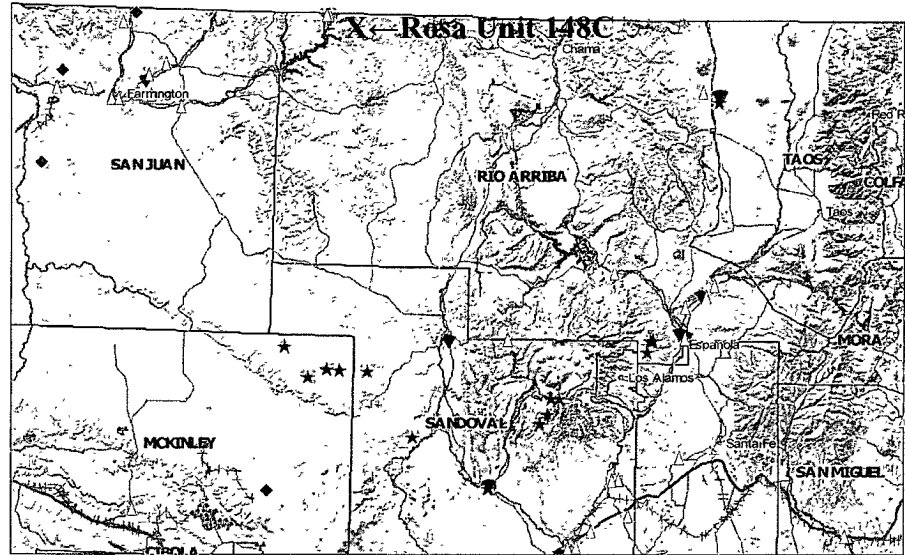 X←Rosa Unit 148C
Chama
Farmington
Red R
SAN JUAN
TAOS
RIO ARRIBA
COLFA
Taos
MORA
Española
Los Alamos
SANDOVAL
MCKINLEY
Santa Fe
SAN MIGUEL
CIBOLA